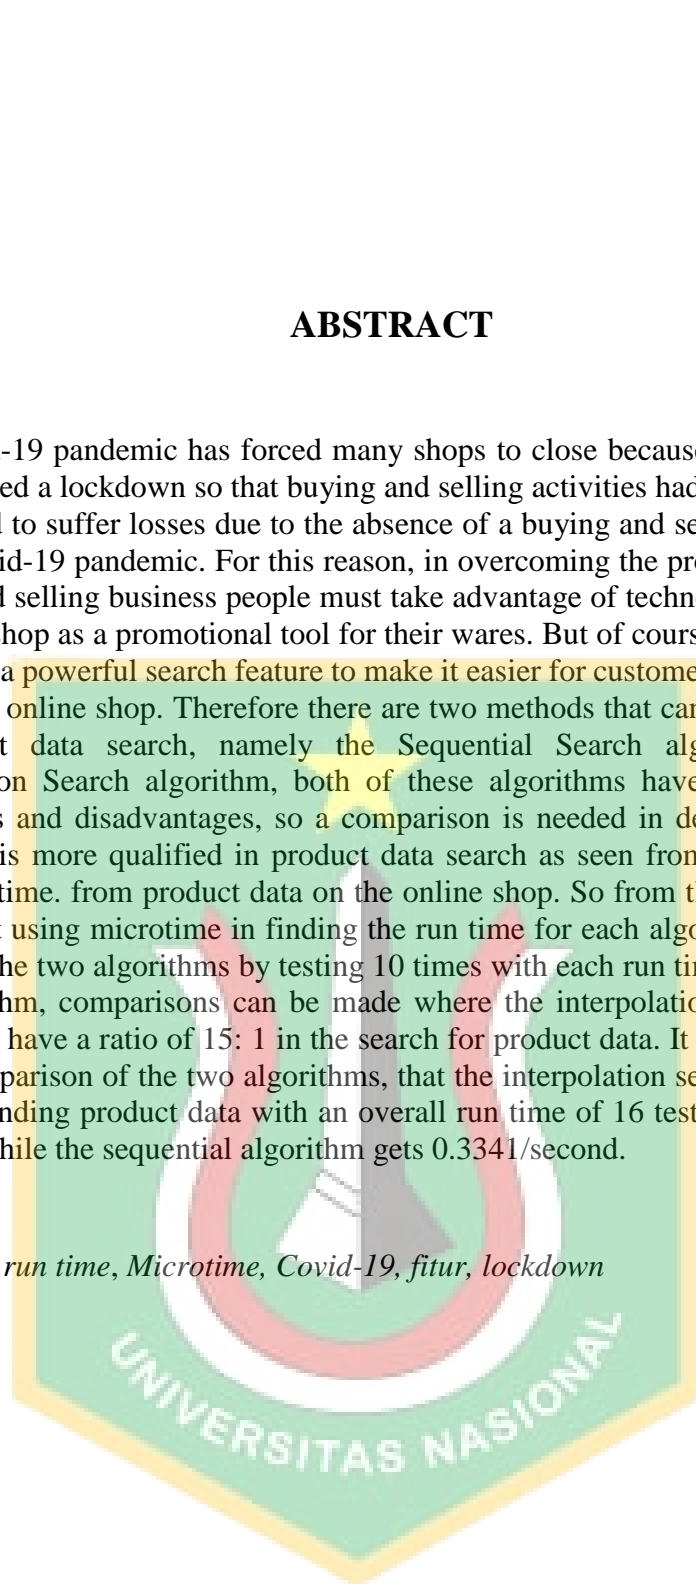 ABSTRACT
-19 pandemic has forced many shops to close because
ed a lockdown so that buying and selling activities had
to suffer losses due to the absence of a buying and se
id-19 pandemic. For this reason, in overcoming the pr
selling business people must take advantage of techn
hop as a promotional tool for their wares. But of cours
a powerful search feature to make it easier for custome
online shop. Therefore there are two methods that can
t data search, namely the Sequential Search alg
on Search algorithm, both of these algorithms have
s and disadvantages, so a comparison is needed in de
is more qualified in product data search as seen from
time. from product data on the online shop. So from t
t using microtime in finding the run time for each algo
he two algorithms by testing 10 times with each run ti
hm, comparisons can be made where the interpolatio
have a ratio of 15: 1 in the search for product data. It
parison of the two algorithms, that the interpolation se
nding product data with an overall run time of 16 test
hile the sequential algorithm gets 0.3341/second.
run time, Microtime, Covid-19, fitur, lockdown
UNIVERSITAS NASIONAL